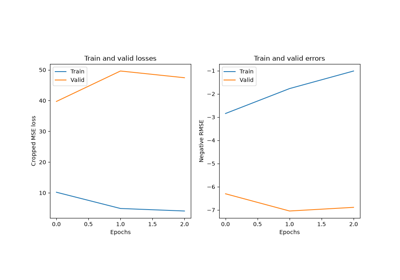 Train and valid losses
Train
Valid
50
40
30
20
10
Cropped MSE loss
0.0 0.5 1.0 1.5 2.0
Epochs
Train and valid errors
Train
Valid
−1
−2
−3
−4
−5
−6
−7
Negative RMSE
0.0 0.5 1.0 1.5 2.0
Epochs